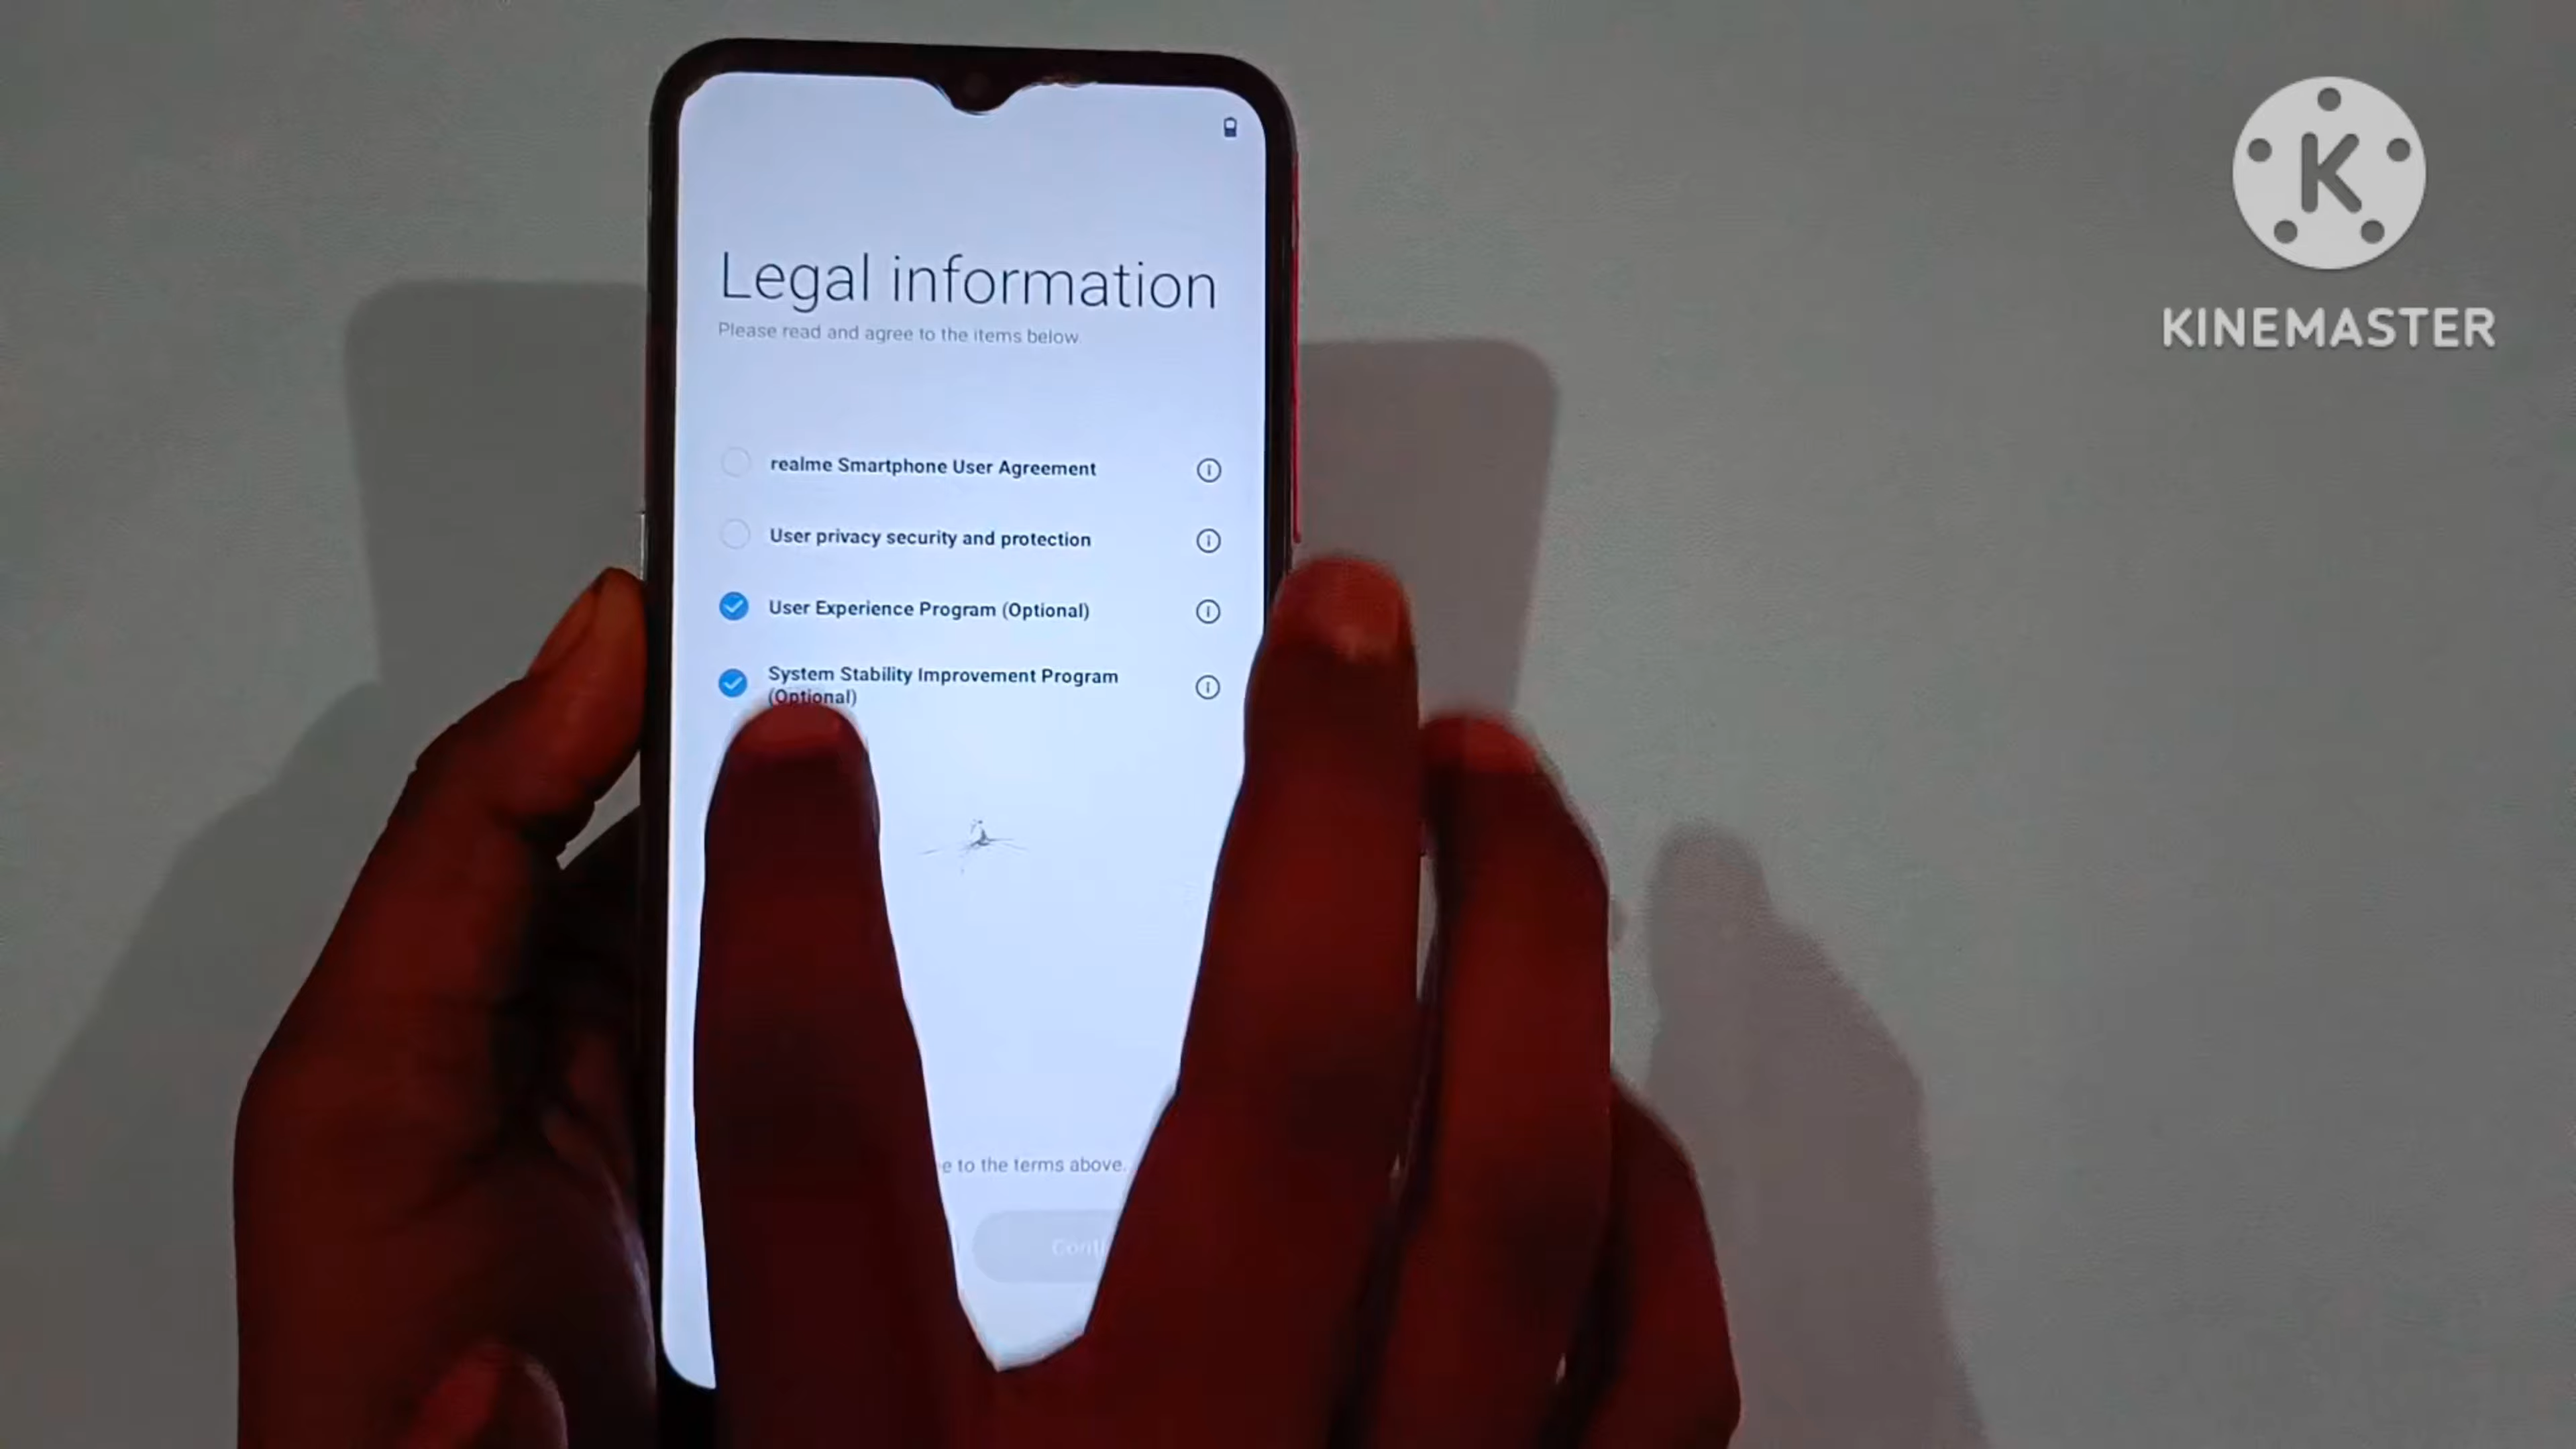 Legal information
Please read and agree to the items below.
realme Smartphone User Agreement
User privacy security and protection
User Experience Program (Optional)
System Stability Improvement Program
(Optional)
to the terms above.
K
KINEMASTER